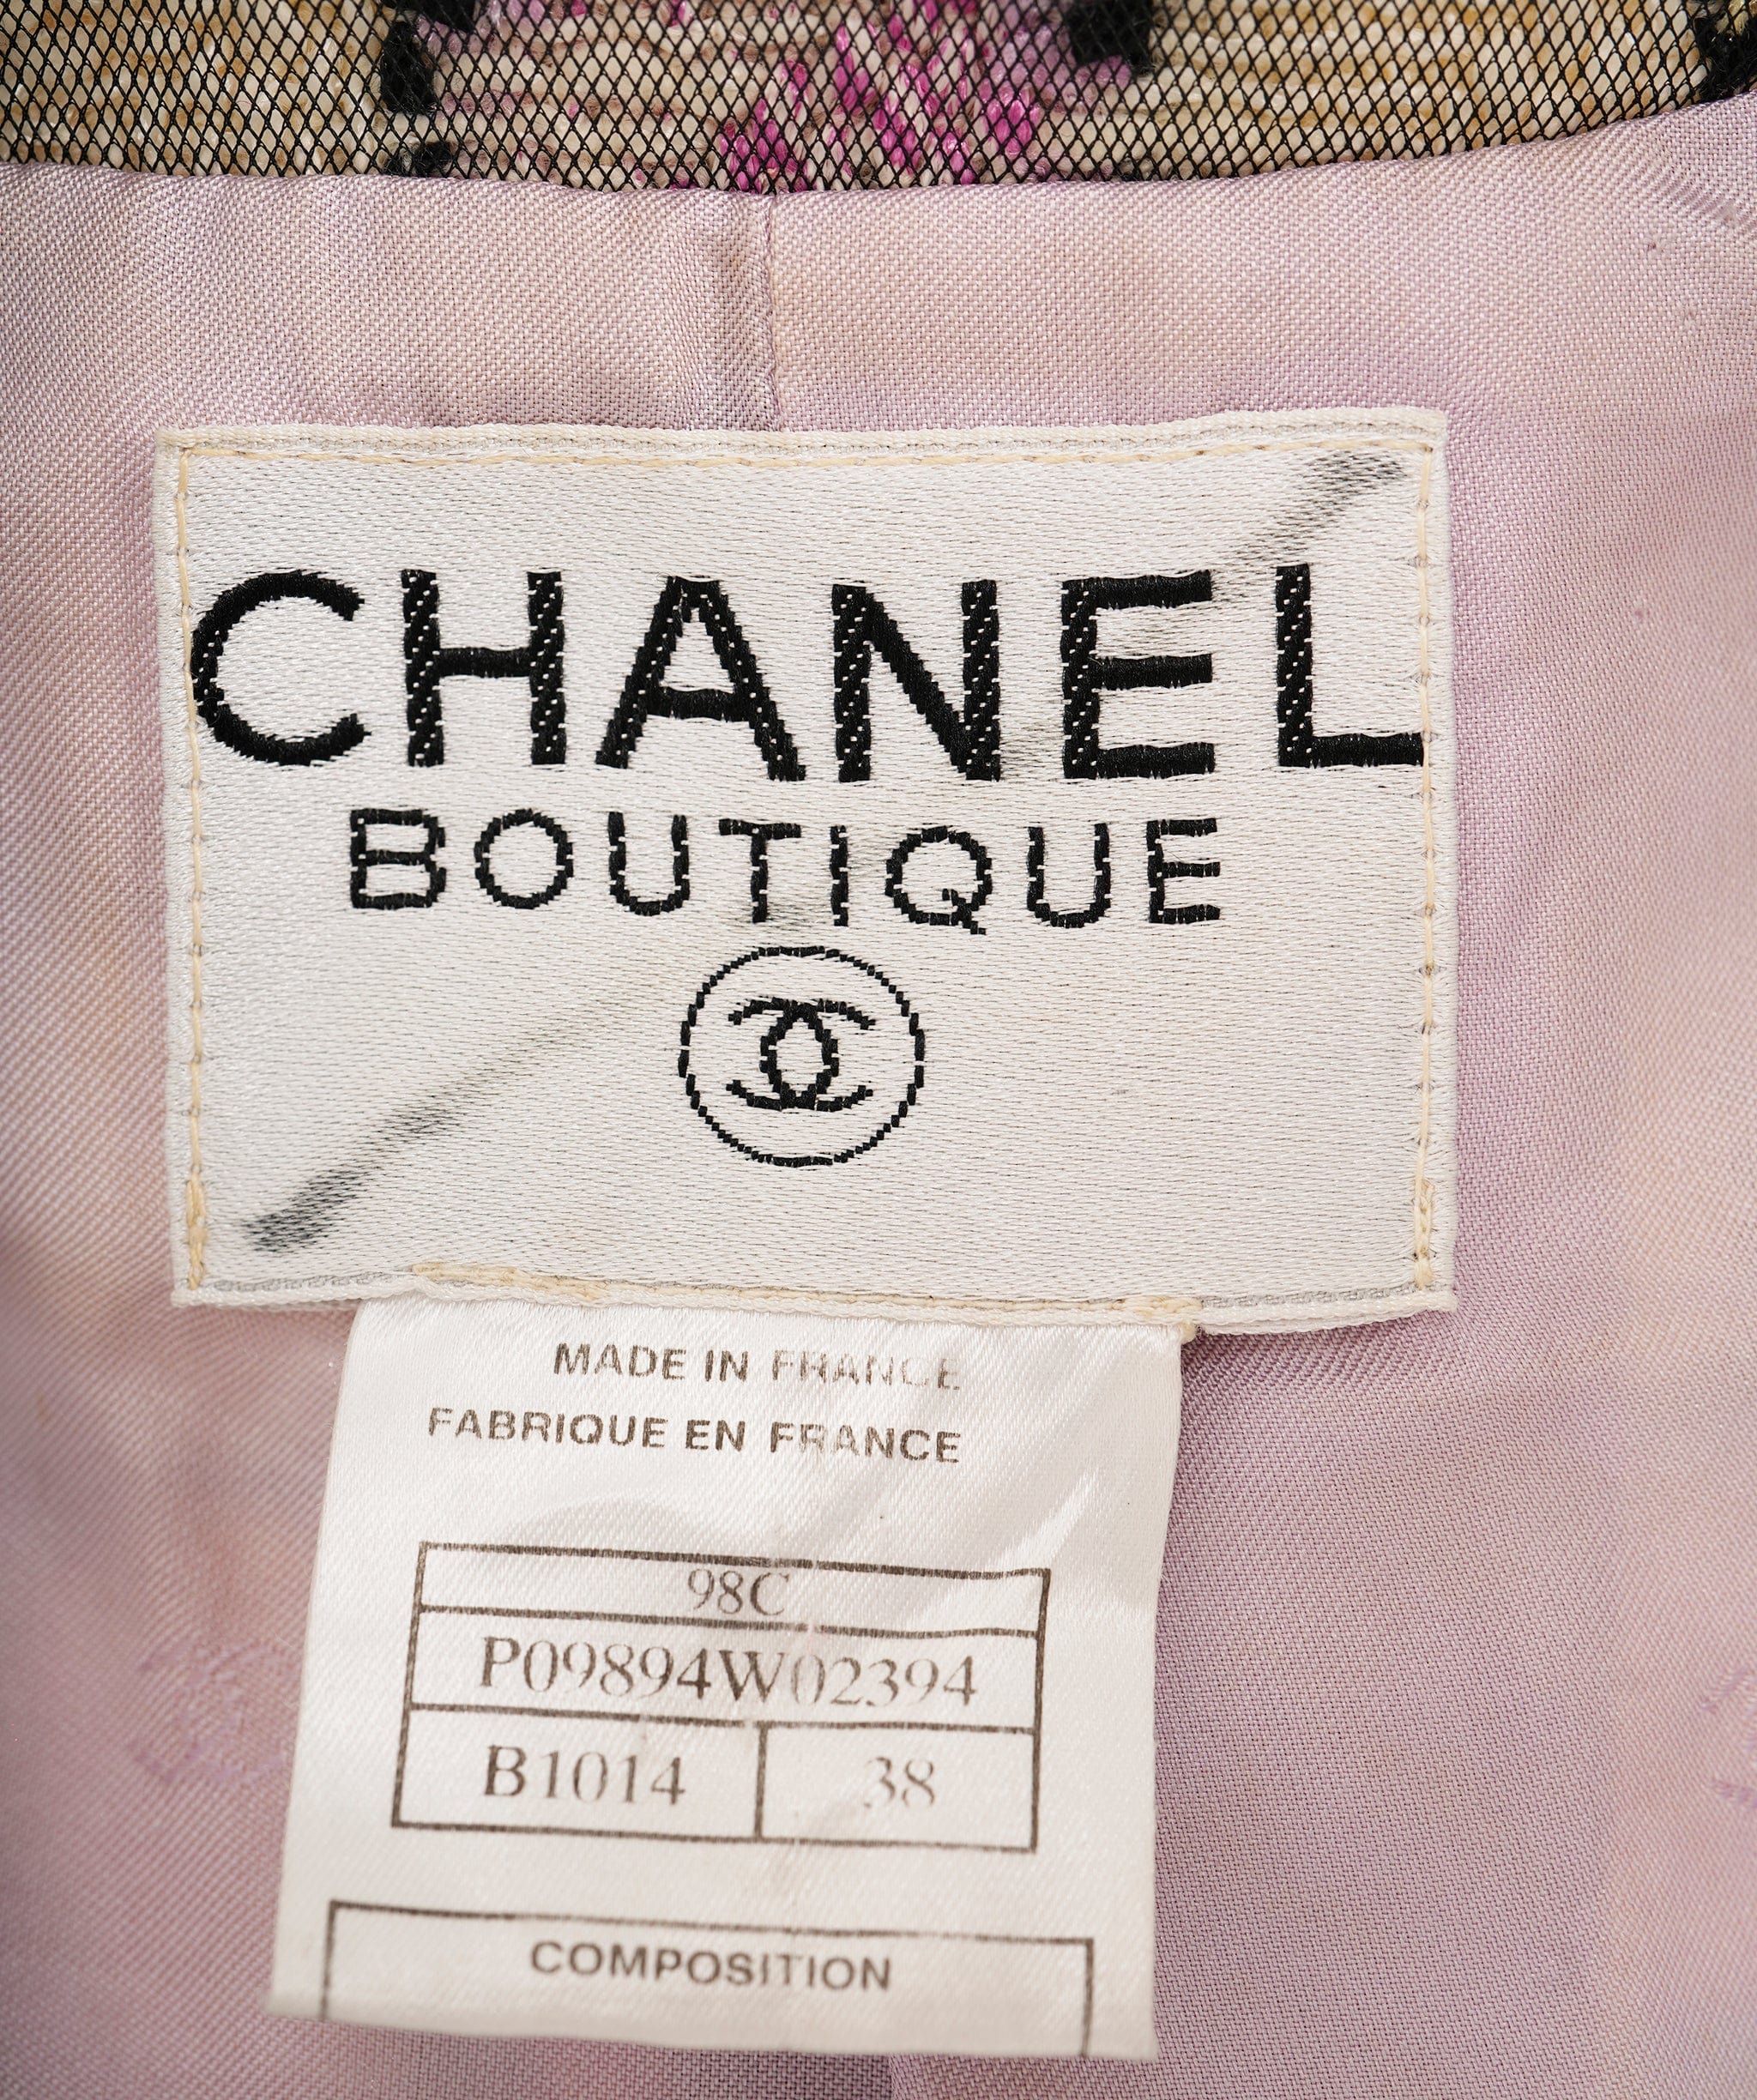 CHANEL
BOUTIQUE
MADE IN FRANCE
FABRIQUE EN FRANCE
98C
P09894W02394
B1014 38
COMPOSITION